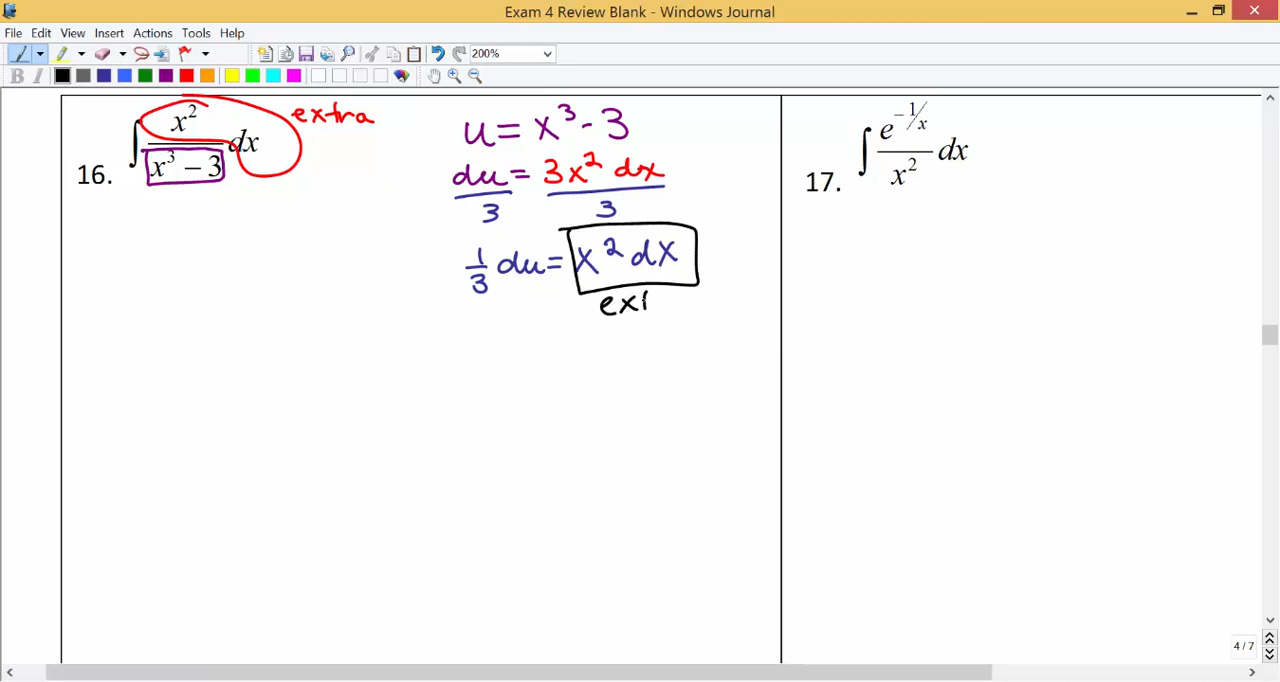 Exam 4 Review Blank - Windows Journal
File Edit View Insert Actions Tools Help
200%
B I
16. ∫ x² / (x³ − 3) dx
extra
u = x³ - 3
du = 3x² dx
3 3
1/3 du = x² dx
ext
17. ∫ e^(−1/x) / x² dx
4 / 7